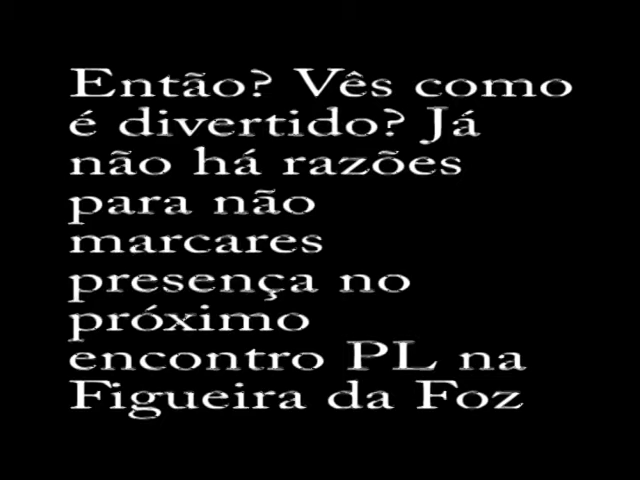 Então? Vês como
é divertido? Já
não há razões
para não
marcares
presença no
próximo
encontro PL na
Figueira da Foz